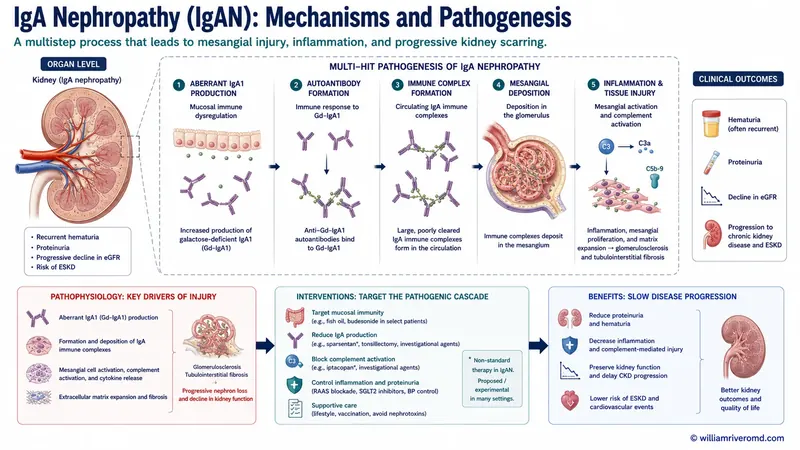 IgA Nephropathy (IgAN): Mechanisms and Pathogenesis
A multistep process that leads to mesangial injury, inflammation, and progressive kidney scarring.
ORGAN LEVEL
Kidney (IgA nephropathy)
• Recurrent hematuria
• Proteinuria
• Progressive decline in eGFR
• Risk of ESKD
MULTI-HIT PATHOGENESIS OF IgA NEPHROPATHY
1 ABERRANT IgA1
PRODUCTION
Mucosal immune
dysregulation
Increased production of
galactose-deficient IgA1
(Gd-IgA1)
2 AUTOANTIBODY
FORMATION
Immune response to
Gd-IgA1
Anti-Gd-IgA1
autoantibodies bind
to Gd-IgA1
3 IMMUNE COMPLEX
FORMATION
Circulating IgA immune
complexes
Large, poorly cleared
IgA immune complexes
form in the circulation
4 MESANGIAL
DEPOSITION
Deposition in
the glomerulus
Immune complexes deposit
in the mesangium
5 INFLAMMATION &
TISSUE INJURY
Mesangial activation and
complement activation
C3
C3a
C5b-9
Inflammation, mesangial
proliferation, and matrix
expansion → glomerulosclerosis
and tubulointerstitial fibrosis
CLINICAL OUTCOMES
Hematuria
(often recurrent)
Proteinuria
Decline in eGFR
Progression to
chronic kidney
disease and ESKD
PATHOPHYSIOLOGY: KEY DRIVERS OF INJURY
Aberrant IgA1 (Gd-IgA1) production
Formation and deposition of IgA
immune complexes
Mesangial cell activation, complement
activation, and cytokine release
Extracellular matrix expansion and fibrosis
Glomerulosclerosis
Tubulointerstitial fibrosis
Progressive nephron loss
and decline in kidney function
INTERVENTIONS: TARGET THE PATHOGENIC CASCADE
Target mucosal immunity
(e.g., fish oil, budesonide in select patients)
Reduce IgA production
(e.g., sparsentan*, tonsillectomy, investigational agents)
C3
Block complement activation
(e.g., iptacopan*, investigational agents)
Control inflammation and proteinuria
(RAAS blockade, SGLT2 inhibitors, BP control)
Supportive care
(lifestyle, vaccination, avoid nephrotoxins)
* Non-standard
therapy in IgAN.
Proposed /
experimental
in many settings.
BENEFITS: SLOW DISEASE PROGRESSION
Reduce proteinuria
and hematuria
Decrease inflammation
and complement-mediated injury
Preserve kidney function
and delay CKD progression
Lower risk of ESKD and
cardiovascular events
Better kidney
outcomes and
quality of life
© williamriveromd.com